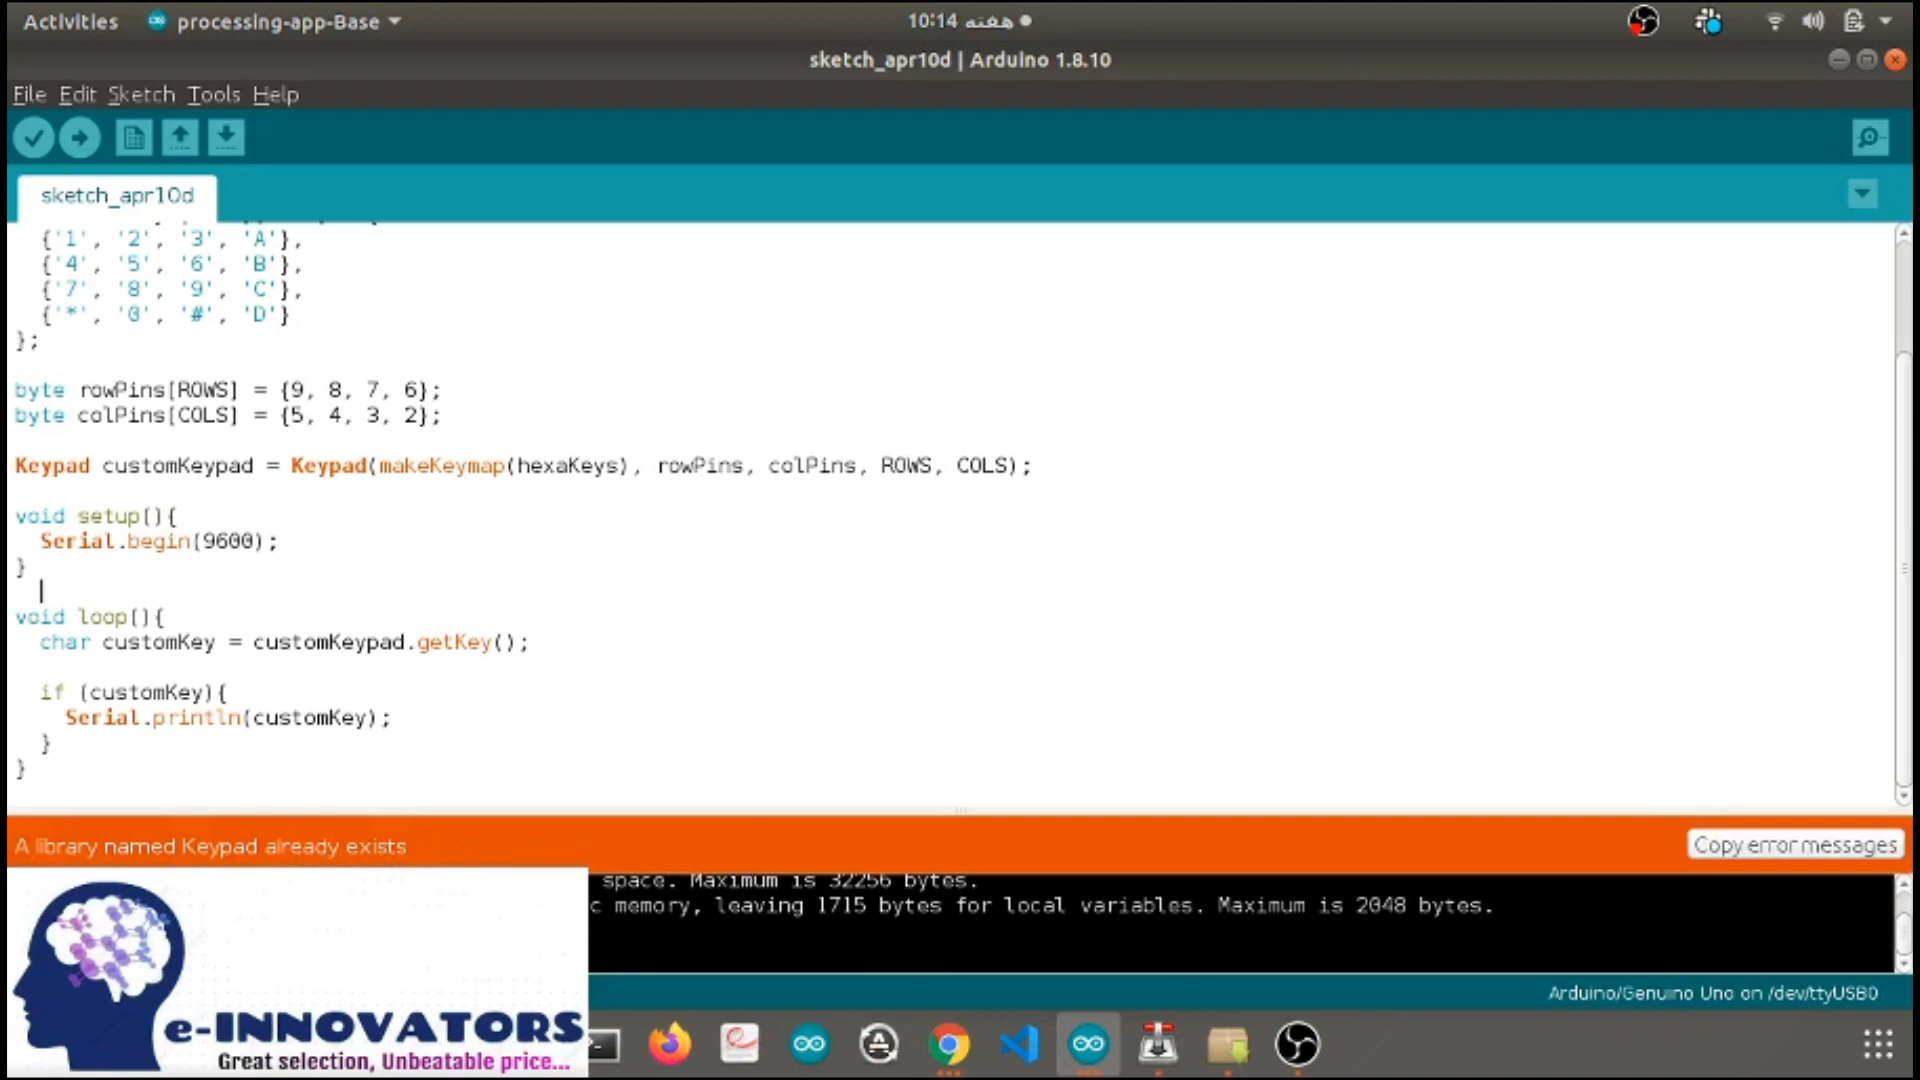 Activities processing-app-Base 10:14 هفته
sketch_apr10d | Arduino 1.8.10
File Edit Sketch Tools Help
sketch_apr10d
{'1', '2', '3', 'A'},
{'4', '5', '6', 'B'},
{'7', '8', '9', 'C'},
{'*', '0', '#', 'D'}
};
byte rowPins[ROWS] = {9, 8, 7, 6};
byte colPins[COLS] = {5, 4, 3, 2};
Keypad customKeypad = Keypad(makeKeymap(hexaKeys), rowPins, colPins, ROWS, COLS);
void setup(){
Serial.begin(9600);
}
void loop(){
char customKey = customKeypad.getKey();
if (customKey){
Serial.println(customKey);
}
}
A library named Keypad already exists Copy error messages
space. Maximum is 32256 bytes.
c memory, leaving 1715 bytes for local variables. Maximum is 2048 bytes.
Arduino/Genuino Uno on /dev/ttyUSB0
e-INNOVATORS
Great selection, Unbeatable price...